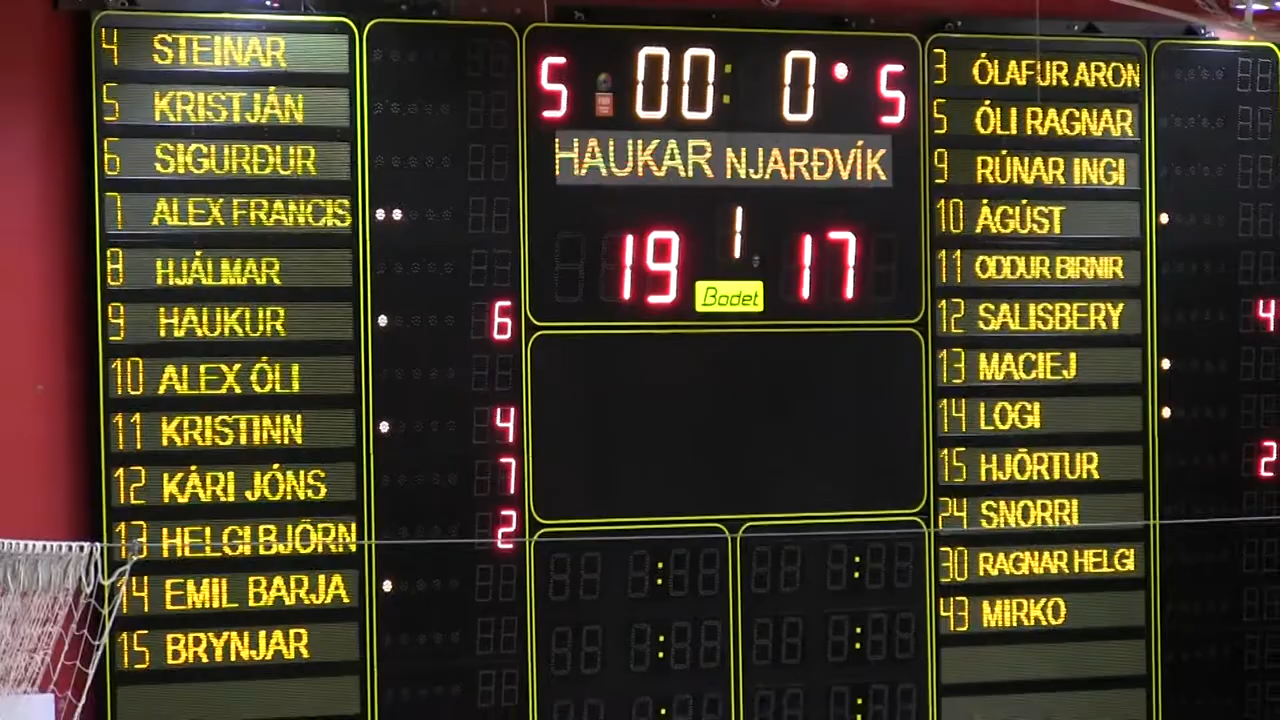 4 STEINAR
5 KRISTJÁN
6 SIGURÐUR
7 ALEX FRANCIS
8 HJÁLMAR
9 HAUKUR 6
10 ALEX ÓLI
11 KRISTINN 4
12 KÁRI JÓNS 7
13 HELGI BJÖRN 2
14 EMIL BARJA
15 BRYNJAR
5 00:0 5
HAUKAR NJARÐVÍK
19 1 17
Bodet
3 ÓLAFUR ARON
5 ÓLI RAGNAR
9 RÚNAR INGI
10 ÁGÚST
11 ODDUR BIRNIR
12 SALISBERY 4
13 MACIEJ
14 LOGI
15 HJÖRTUR 2
24 SNORRI
30 RAGNAR HELGI
43 MIRKO